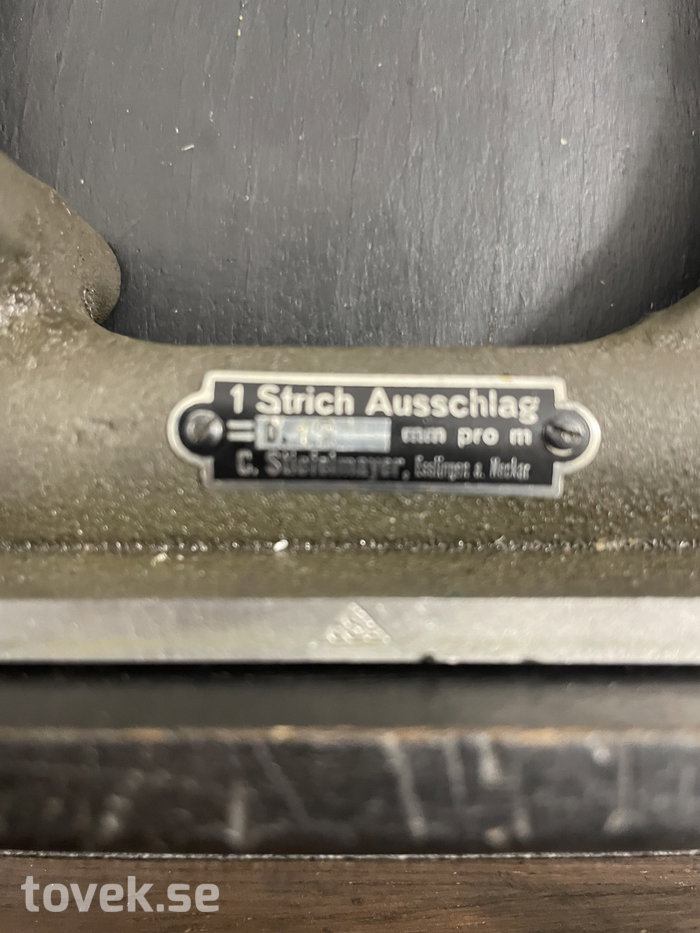 1 Strich Ausschlag
= mm pro m
C. Stiefelmayer, Esslingen a. Neckar
tovek.se